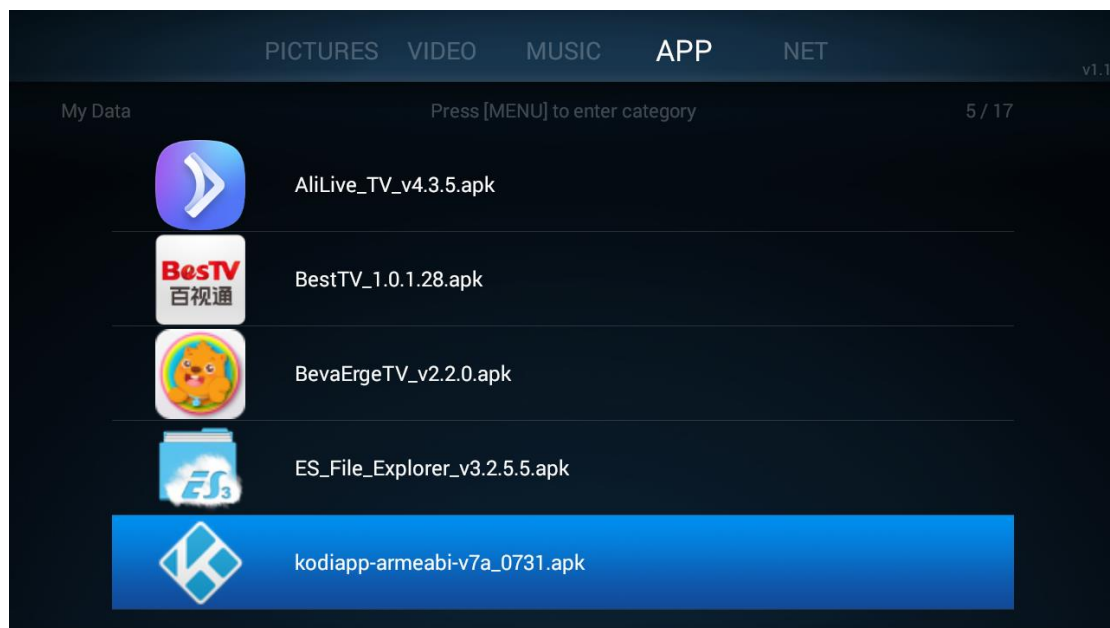 PICTURES VIDEO MUSIC APP NET
v1.1
My Data Press [MENU] to enter category 5 / 17
AliLive_TV_v4.3.5.apk
BesTV
百视通
BestTV_1.0.1.28.apk
BevaErgeTV_v2.2.0.apk
ES3
ES_File_Explorer_v3.2.5.5.apk
kodiapp-armeabi-v7a_0731.apk